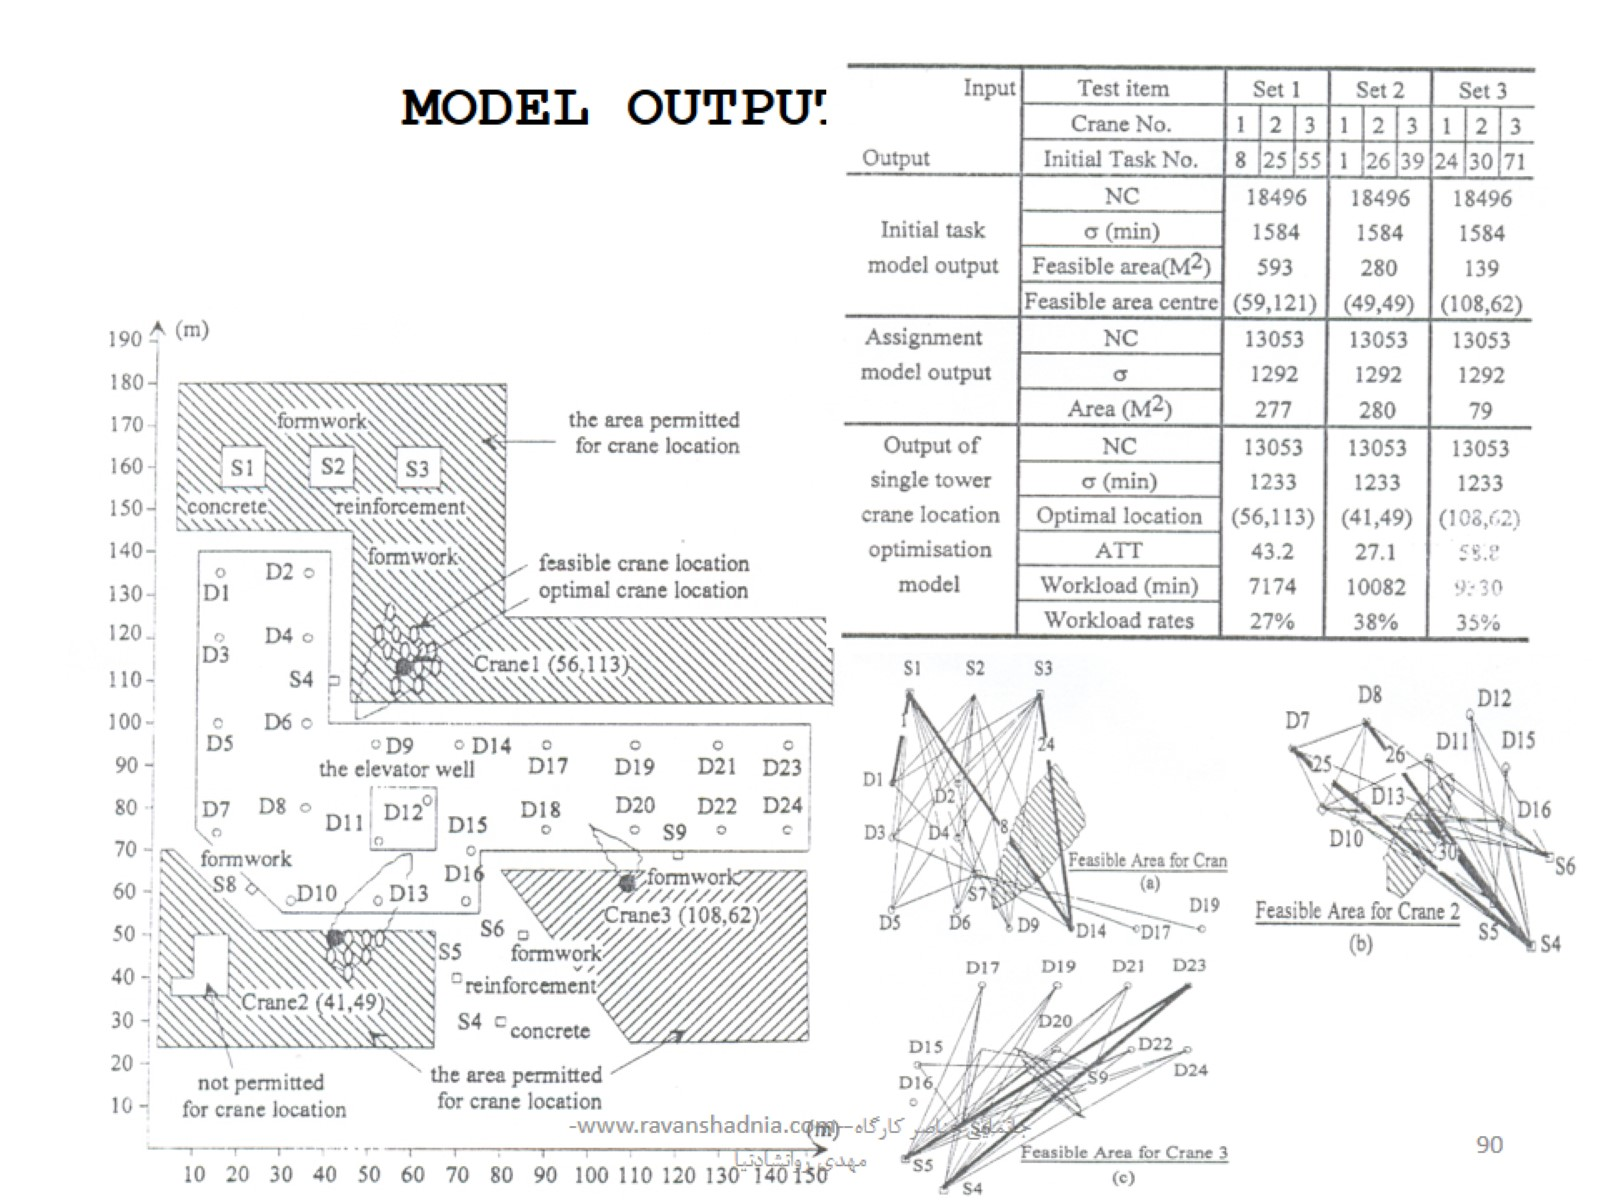 MODEL OUTPU
Input Test item Set 1 Set 2 Set 3
Crane No. 1 2 3 1 2 3 1 2 3
Output Initial Task No. 8 25 55 1 26 39 24 30 71
NC 18496 18496 18496
Initial task σ (min) 1584 1584 1584
model output Feasible area(M²) 593 280 139
Feasible area centre (59,121) (49,49) (108,62)
Assignment NC 13053 13053 13053
model output σ 1292 1292 1292
Area (M²) 277 280 79
Output of NC 13053 13053 13053
single tower σ (min) 1233 1233 1233
crane location Optimal location (56,113) (41,49) (108,62)
optimisation ATT 43.2 27.1
model Workload (min) 7174 10082
Workload rates 27% 38% 35%
190 (m)
180
170
160
150
140
130
120
110
100
90
80
70
60
50
40
30
20
10
formwork
the area permitted
for crane location
S1 S2 S3
concrete reinforcement
formwork
feasible crane location
optimal crane location
D1 D2
D3 D4
Crane1 (56,113)
S4
D5 D6
D9 D14
the elevator well
D17 D19 D21 D23
D7 D8 D11 D12 D15 D18 D20 D22 D24
S9
formwork
S8 D10 D13 D16
formwork
Crane3 (108,62)
S6
formwork
S5
reinforcement
Crane2 (41,49)
S4 concrete
not permitted
for crane location
the area permitted
for crane location
10 20 30 40 50 60 70 80 90 100 110 120 130 140 150
(m)
S1 S2 S3
1 24
D1 D2
D3 D4 8
S7
D5 D6 D9 D14 D17 D19
Feasible Area for Cran
(a)
D7 D8 D12
25 26 D11 D15
D13 D16
D10 30
S6
S5 S4
Feasible Area for Crane 2
(b)
D17 D19 D21 D23
D20
D15 D22
D16 S9 D24
S6
S5
S4
Feasible Area for Crane 3
(c)
-www.ravanshadnia.com–جانمایی عناصر کارگاه
مهدی روانشادنیا
90